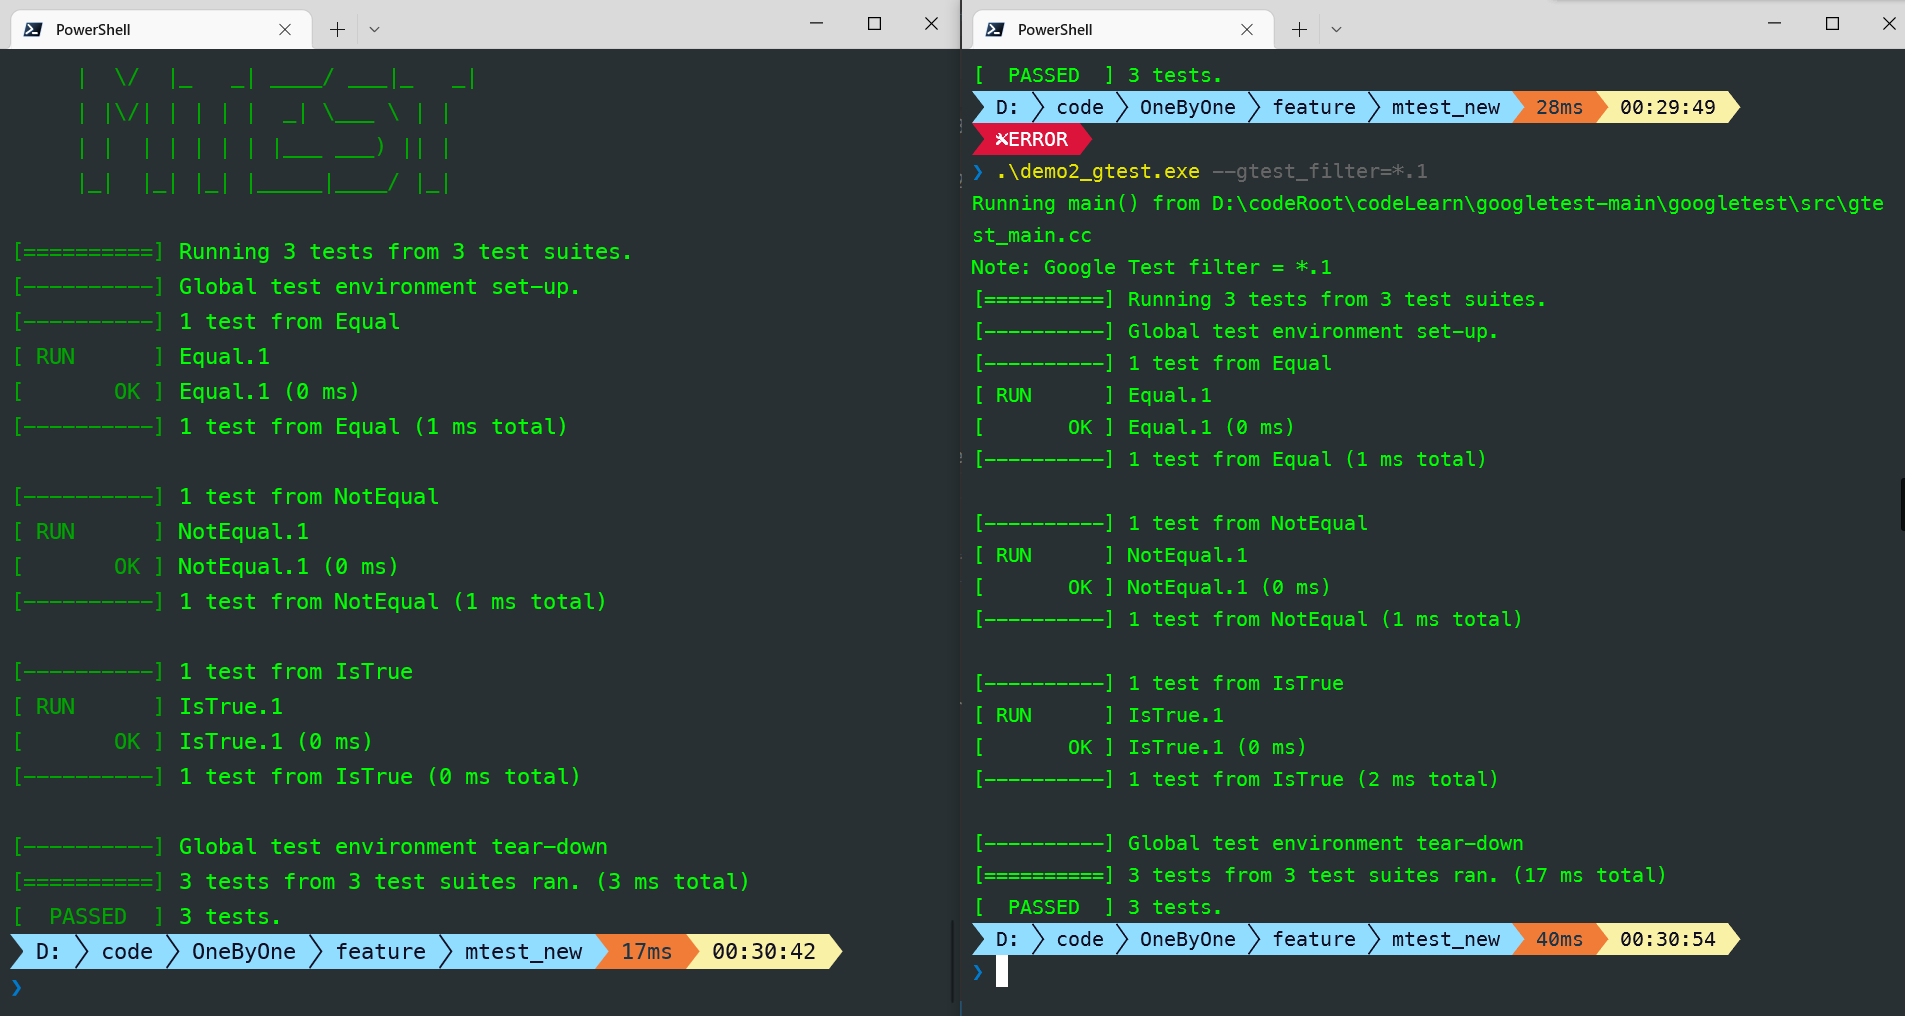 PowerShell
|  \/  |_   _| ____/ ___|_   _|
| |\/| | | | |  _| \___ \ | |
| |  | | | | | |___ ___) || |
|_|  |_| |_| |_____|____/ |_|
[==========] Running 3 tests from 3 test suites.
[----------] Global test environment set-up.
[----------] 1 test from Equal
[ RUN      ] Equal.1
[       OK ] Equal.1 (0 ms)
[----------] 1 test from Equal (1 ms total)
[----------] 1 test from NotEqual
[ RUN      ] NotEqual.1
[       OK ] NotEqual.1 (0 ms)
[----------] 1 test from NotEqual (1 ms total)
[----------] 1 test from IsTrue
[ RUN      ] IsTrue.1
[       OK ] IsTrue.1 (0 ms)
[----------] 1 test from IsTrue (0 ms total)
[----------] Global test environment tear-down
[==========] 3 tests from 3 test suites ran. (3 ms total)
[  PASSED  ] 3 tests.
D: code OneByOne feature mtest_new 17ms 00:30:42
❯
PowerShell
[  PASSED  ] 3 tests.
D: code OneByOne feature mtest_new 28ms 00:29:49
✘ERROR
❯ .\demo2_gtest.exe --gtest_filter=*.1
Running main() from D:\codeRoot\codeLearn\googletest-main\googletest\src\gte
st_main.cc
Note: Google Test filter = *.1
[==========] Running 3 tests from 3 test suites.
[----------] Global test environment set-up.
[----------] 1 test from Equal
[ RUN      ] Equal.1
[       OK ] Equal.1 (0 ms)
[----------] 1 test from Equal (1 ms total)
[----------] 1 test from NotEqual
[ RUN      ] NotEqual.1
[       OK ] NotEqual.1 (0 ms)
[----------] 1 test from NotEqual (1 ms total)
[----------] 1 test from IsTrue
[ RUN      ] IsTrue.1
[       OK ] IsTrue.1 (0 ms)
[----------] 1 test from IsTrue (2 ms total)
[----------] Global test environment tear-down
[==========] 3 tests from 3 test suites ran. (17 ms total)
[  PASSED  ] 3 tests.
D: code OneByOne feature mtest_new 40ms 00:30:54
❯